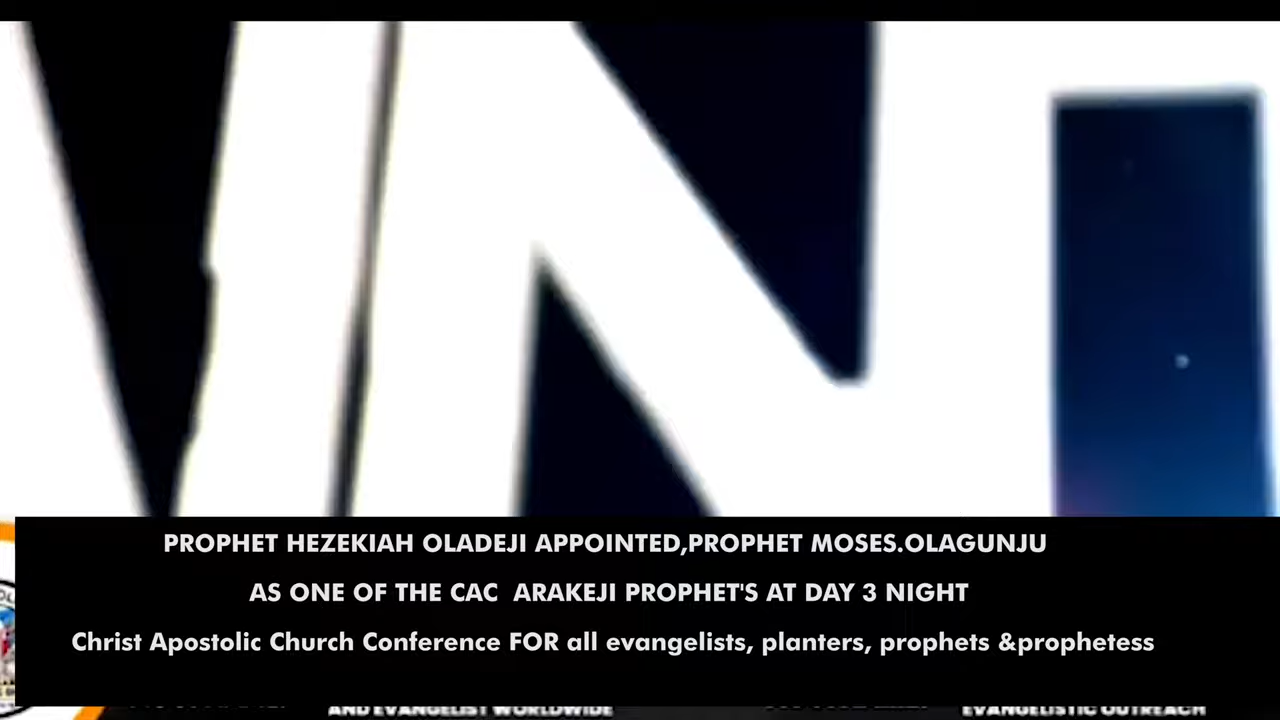 PROPHET HEZEKIAH OLADEJI APPOINTED,PROPHET MOSES.OLAGUNJU
AS ONE OF THE CAC ARAKEJI PROPHET'S AT DAY 3 NIGHT
Christ Apostolic Church Conference FOR all evangelists, planters, prophets &prophetess
AND EVANGELIST WORLDWIDE
EVANGELISTIC OUTREACH